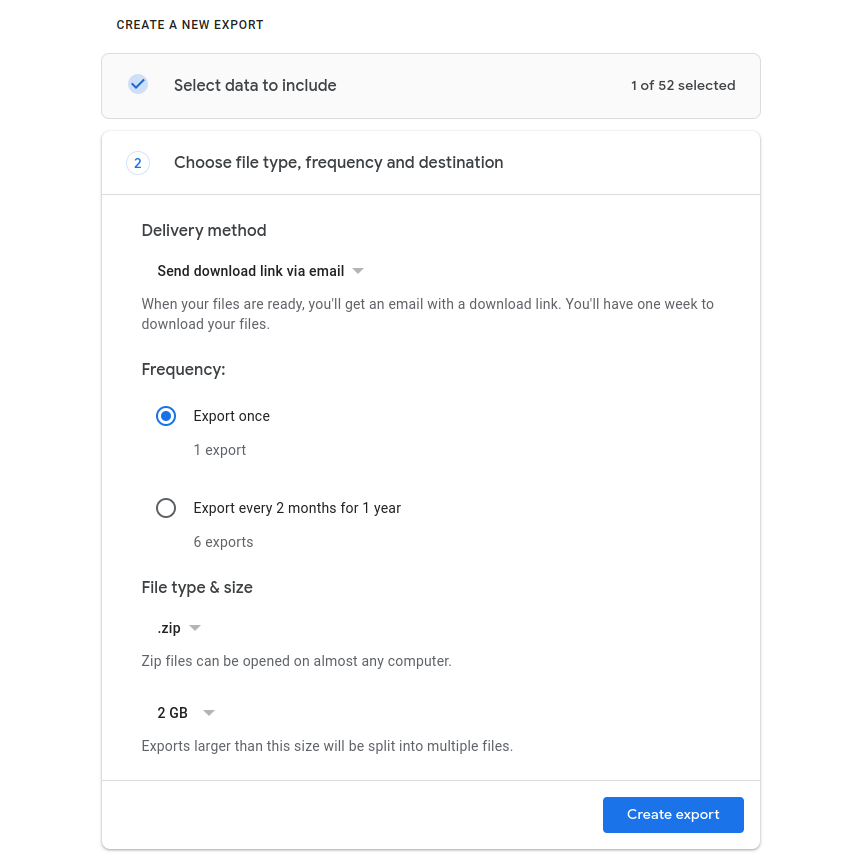 CREATE A NEW EXPORT
Select data to include
1 of 52 selected
2
Choose file type, frequency and destination
Delivery method
Send download link via email
When your files are ready, you'll get an email with a download link. You'll have one week to
download your files.
Frequency:
Export once
1 export
Export every 2 months for 1 year
6 exports
File type & size
.zip
Zip files can be opened on almost any computer.
2 GB
Exports larger than this size will be split into multiple files.
Create export